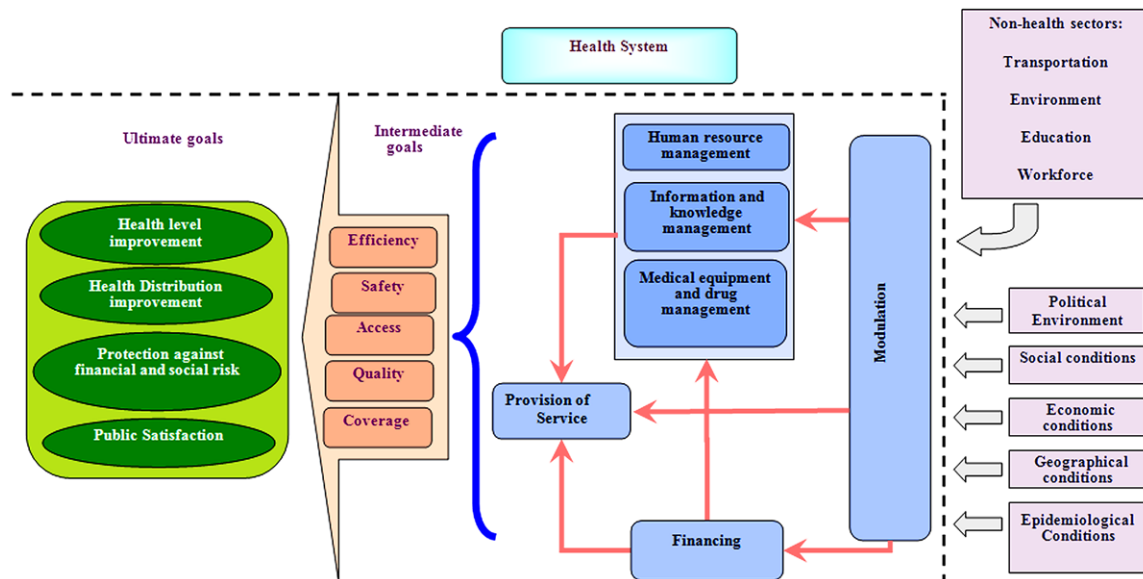 Health System
Non-health sectors:
Transportation
Environment
Education
Workforce
Ultimate goals
Intermediate
goals
Health level
improvement
Health Distribution
improvement
Protection against
financial and social risk
Public Satisfaction
Efficiency
Safety
Access
Quality
Coverage
Human resource
management
Information and
knowledge
management
Medical equipment
and drug
management
Provision of
Service
Financing
Modulation
Political
Environment
Social conditions
Economic
conditions
Geographical
conditions
Epidemiological
Conditions